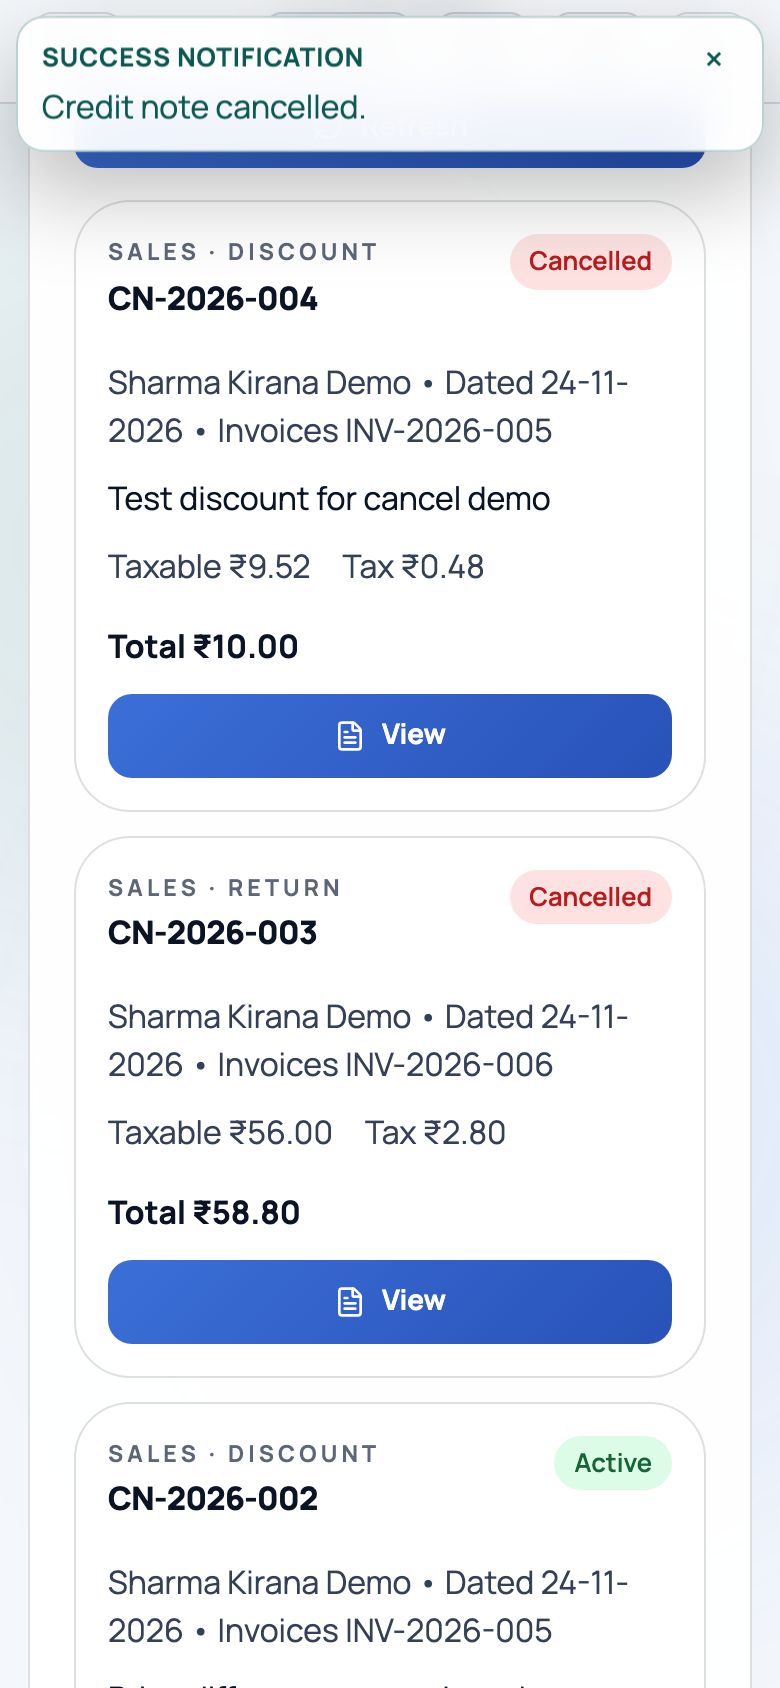 SUCCESS NOTIFICATION
×
Credit note cancelled.
Refresh
SALES · DISCOUNT
Cancelled
CN-2026-004
Sharma Kirana Demo • Dated 24-11-
2026 • Invoices INV-2026-005
Test discount for cancel demo
Taxable ₹9.52 Tax ₹0.48
Total ₹10.00
View
SALES · RETURN
Cancelled
CN-2026-003
Sharma Kirana Demo • Dated 24-11-
2026 • Invoices INV-2026-006
Taxable ₹56.00 Tax ₹2.80
Total ₹58.80
View
SALES · DISCOUNT
Active
CN-2026-002
Sharma Kirana Demo • Dated 24-11-
2026 • Invoices INV-2026-005